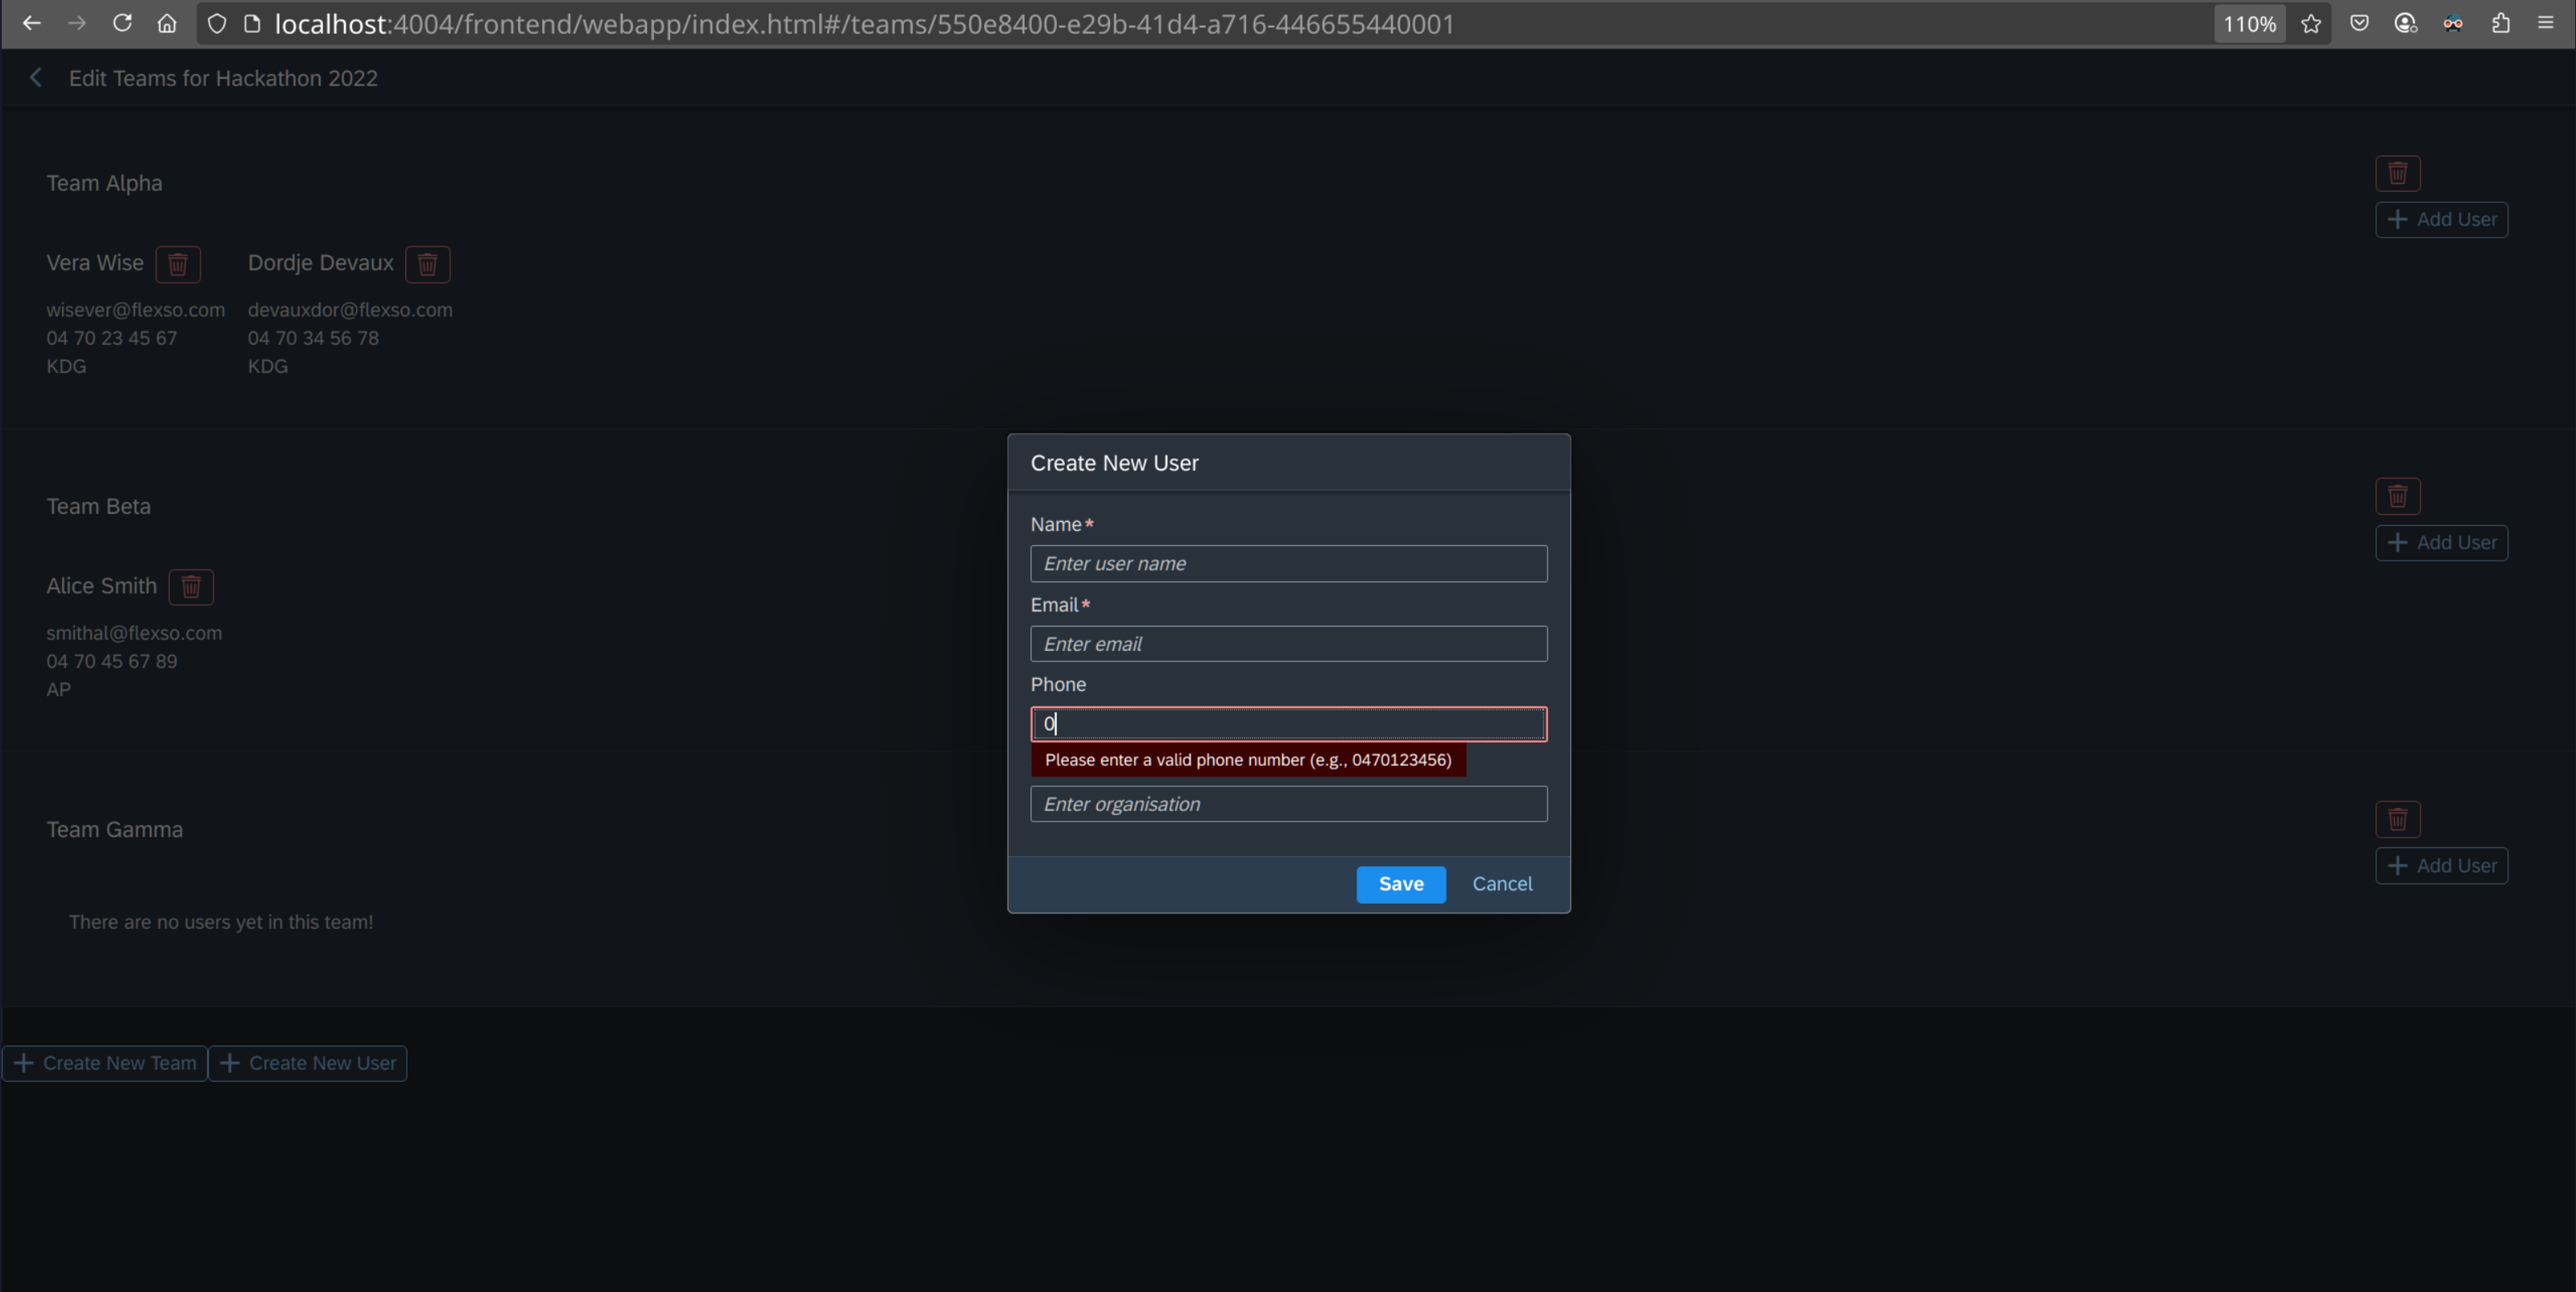 localhost:4004/frontend/webapp/index.html#/teams/550e8400-e29b-41d4-a716-446655440001
110%
Edit Teams for Hackathon 2022
Team Alpha
Add User
Vera Wise
Dordje Devaux
wisever@flexso.com
devauxdor@flexso.com
04 70 23 45 67
04 70 34 56 78
KDG
KDG
Team Beta
Add User
Alice Smith
smithal@flexso.com
04 70 45 67 89
AP
Team Gamma
Add User
There are no users yet in this team!
Create New Team
Create New User
Create New User
Name*
Enter user name
Email*
Enter email
Phone
0
Please enter a valid phone number (e.g., 0470123456)
Enter organisation
Save
Cancel